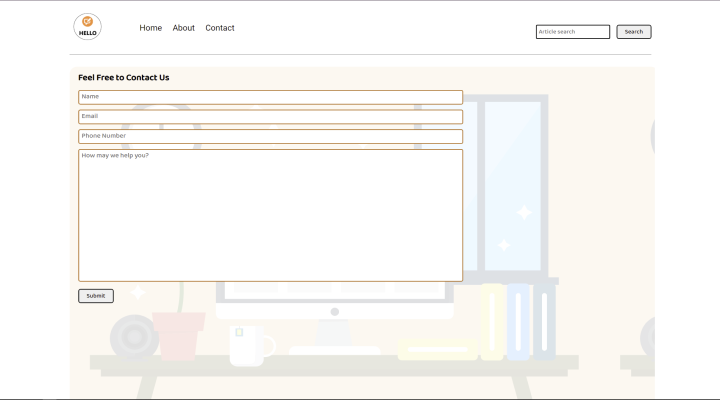 HELLO
Home About Contact
Article search
Search
Feel Free to Contact Us
Name
Email
Phone Number
How may we help you?
Submit